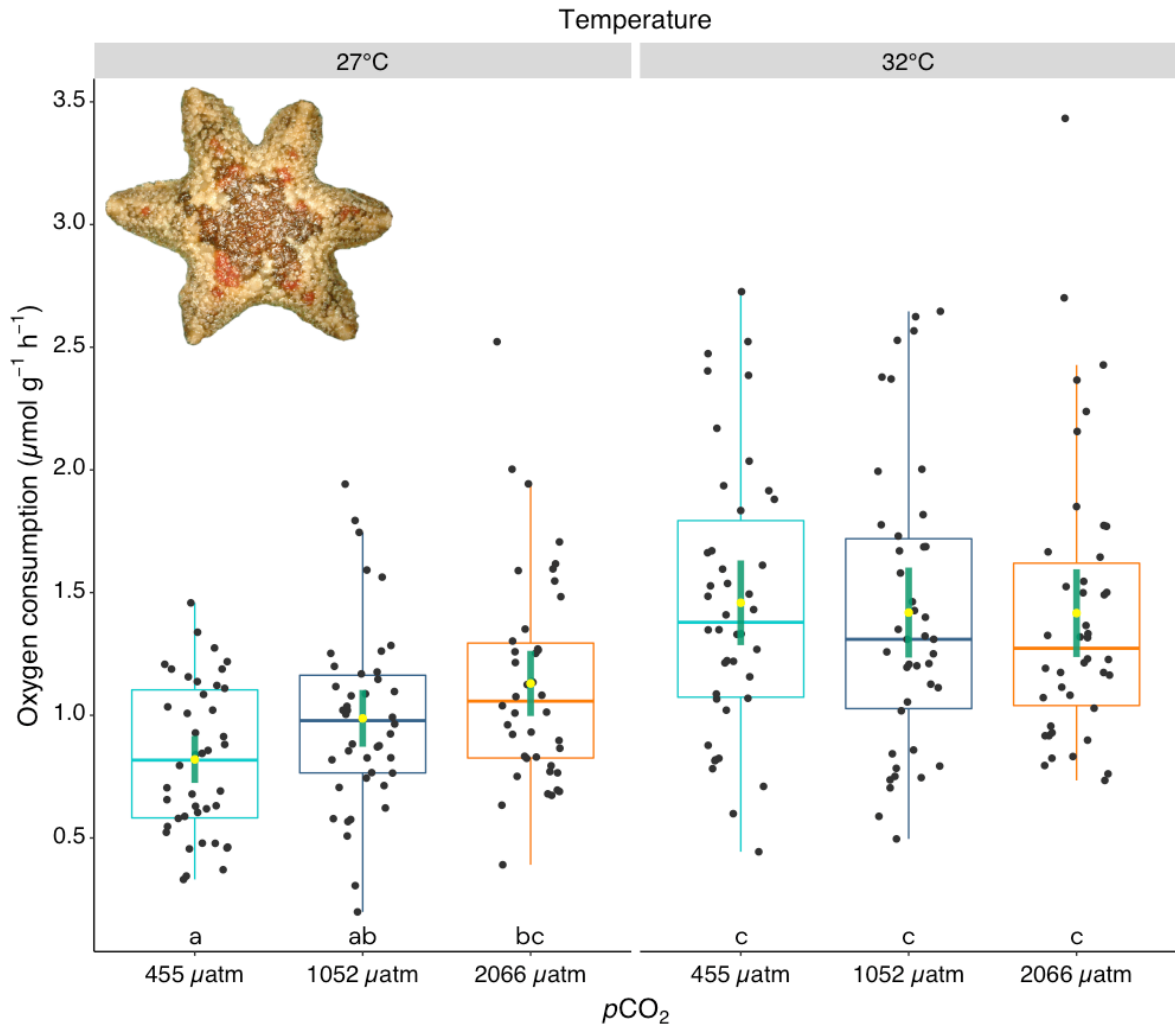 Temperature
27°C 32°C
Oxygen consumption (µmol g⁻¹ h⁻¹)
3.5
3.0
2.5
2.0
1.5
1.0
0.5
a ab bc c c c
455 µatm 1052 µatm 2066 µatm 455 µatm 1052 µatm 2066 µatm
pCO₂